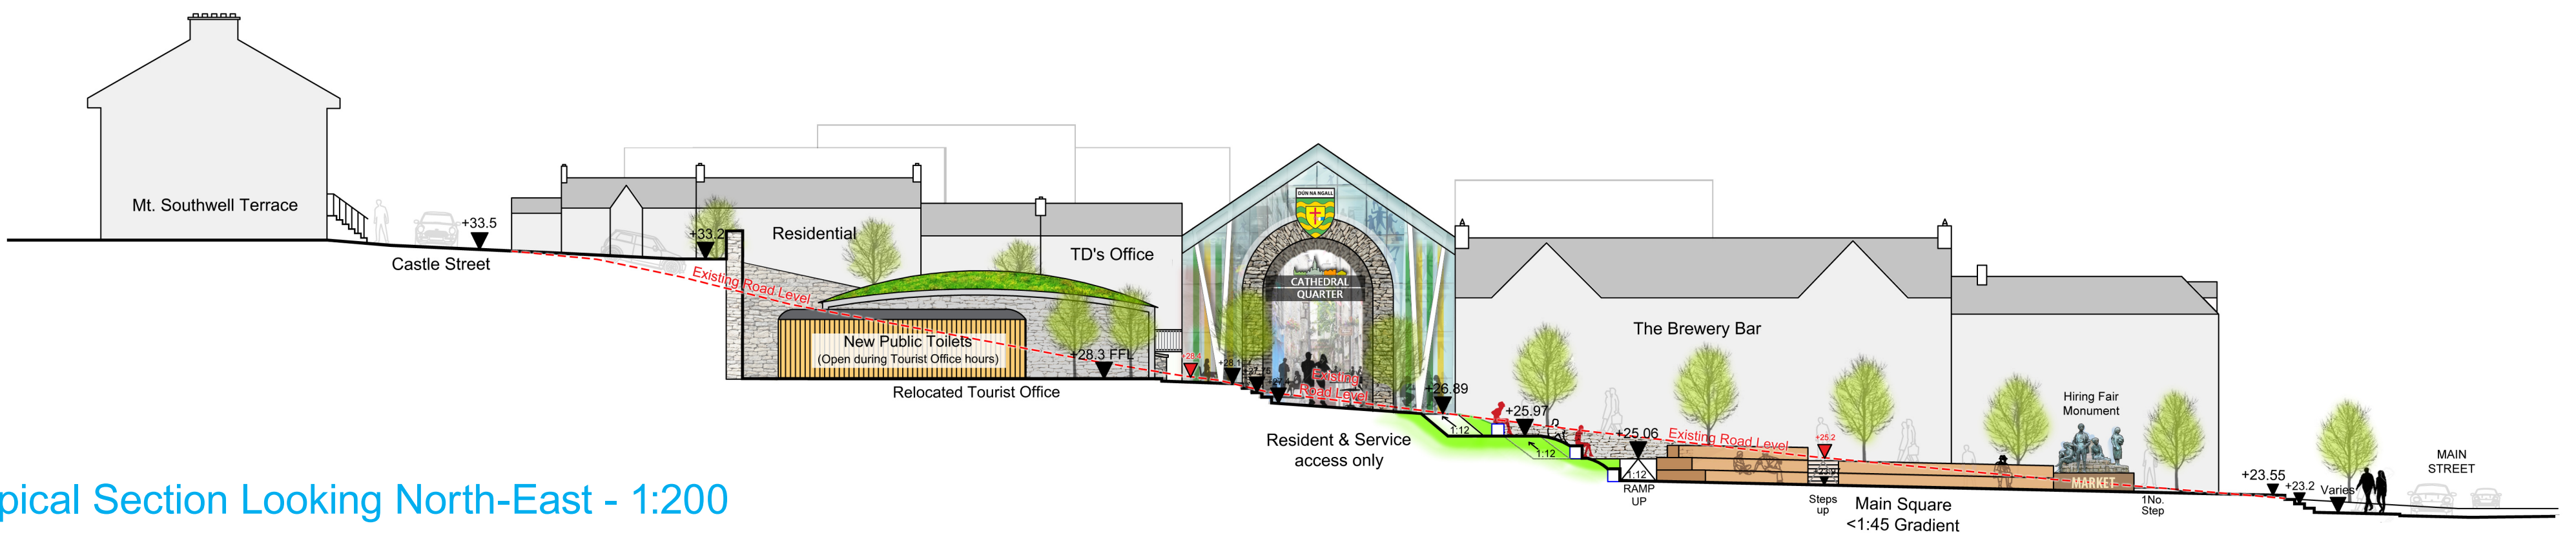 Mt. Southwell Terrace
+33.5
Castle Street
+33.2
Residential
Existing Road Level
New Public Toilets
(Open during Tourist Office hours)
+28.3 FFL
Relocated Tourist Office
TD's Office
+28.4
DÚN NA NGALL
CATHEDRAL
QUARTER
Existing
Road Level
Resident & Service
access only
+26.89
1:12
+25.97
1:12
+25.06
1:12
RAMP
UP
The Brewery Bar
Existing Road Level
+25.2
Steps
up
Main Square
<1:45 Gradient
Hiring Fair
Monument
MARKET
1No.
Step
+23.55
+23.2
Varies
MAIN
STREET
pical Section Looking North-East - 1:200